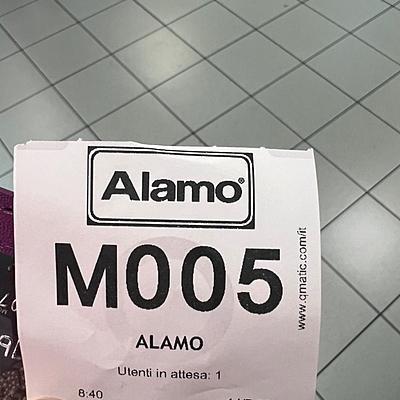 Alamo®
M005
www.qmatic.com/it
ALAMO
Utenti in attesa: 1
8:40